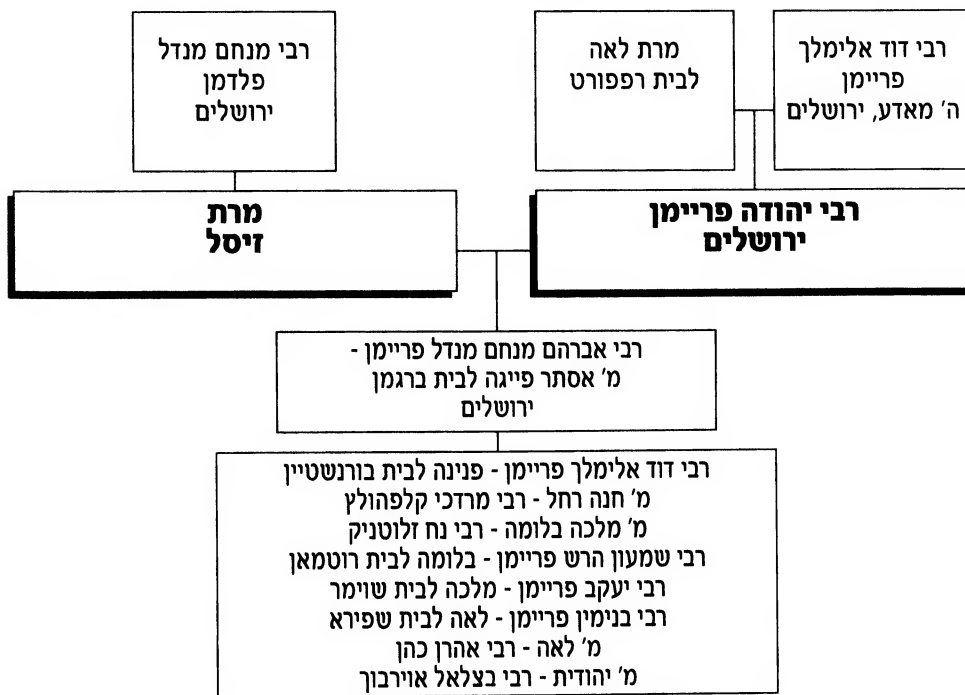 רבי דוד אלימלך
פריימן
ה' מאדע, ירושלים
מרת לאה
לבית רפפורט
רבי מנחם מנדל
פלדמן
ירושלים
רבי יהודה פריימן
ירושלים
מרת
זיסל
רבי אברהם מנחם מנדל פריימן -
מ' אסתר פייגה לבית ברגמן
ירושלים
רבי דוד אלימלך פריימן - פנינה לבית בורנשטיין
מ' חנה רחל - רבי מרדכי קלפהולץ
מ' מלכה בלומה - רבי נח זלוטניק
רבי שמעון הרש פריימן - בלומה לבית רוטמאן
רבי יעקב פריימן - מלכה לבית שוימר
רבי בנימין פריימן - לאה לבית שפירא
מ' לאה - רבי אהרן כהן
מ' יהודית - רבי בצלאל אוירבוך